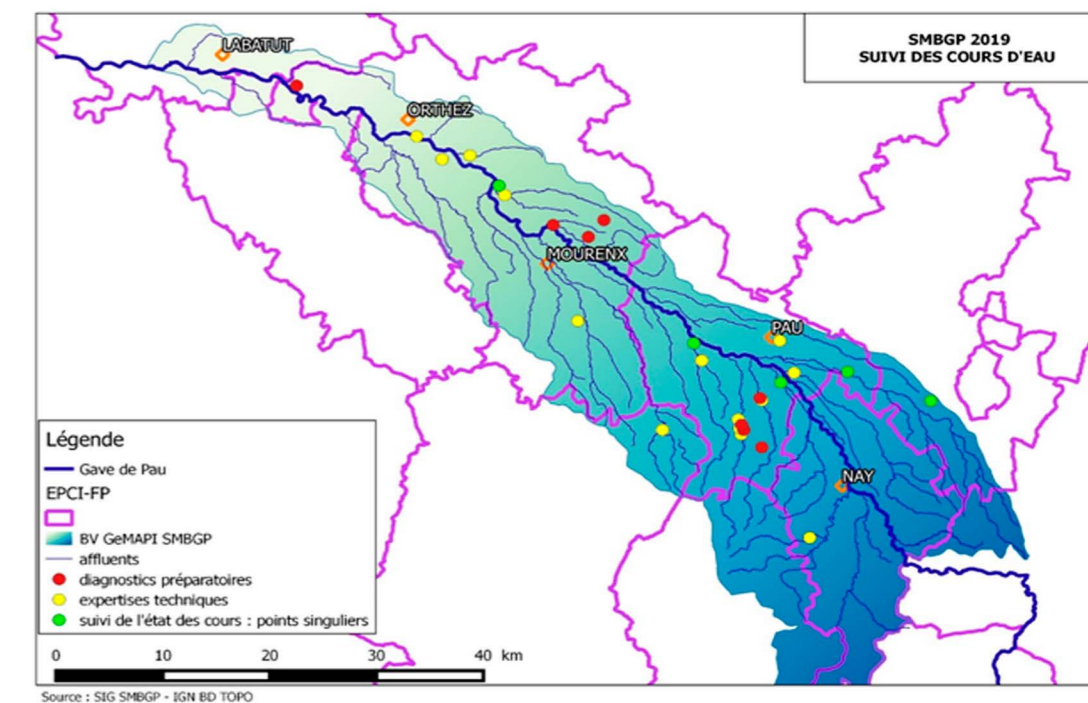 SMBGP 2019
SUIVI DES COURS D'EAU
LABATUT
ORTHEZ
MOURENX
PAU
NAY
Légende
Gave de Pau
EPCI-FP
BV GeMAPI SMBGP
affluents
diagnostics préparatoires
expertises techniques
suivi de l'état des cours : points singuliers
0 10 20 30 40 km
Source : SIG SMBGP - IGN BD TOPO